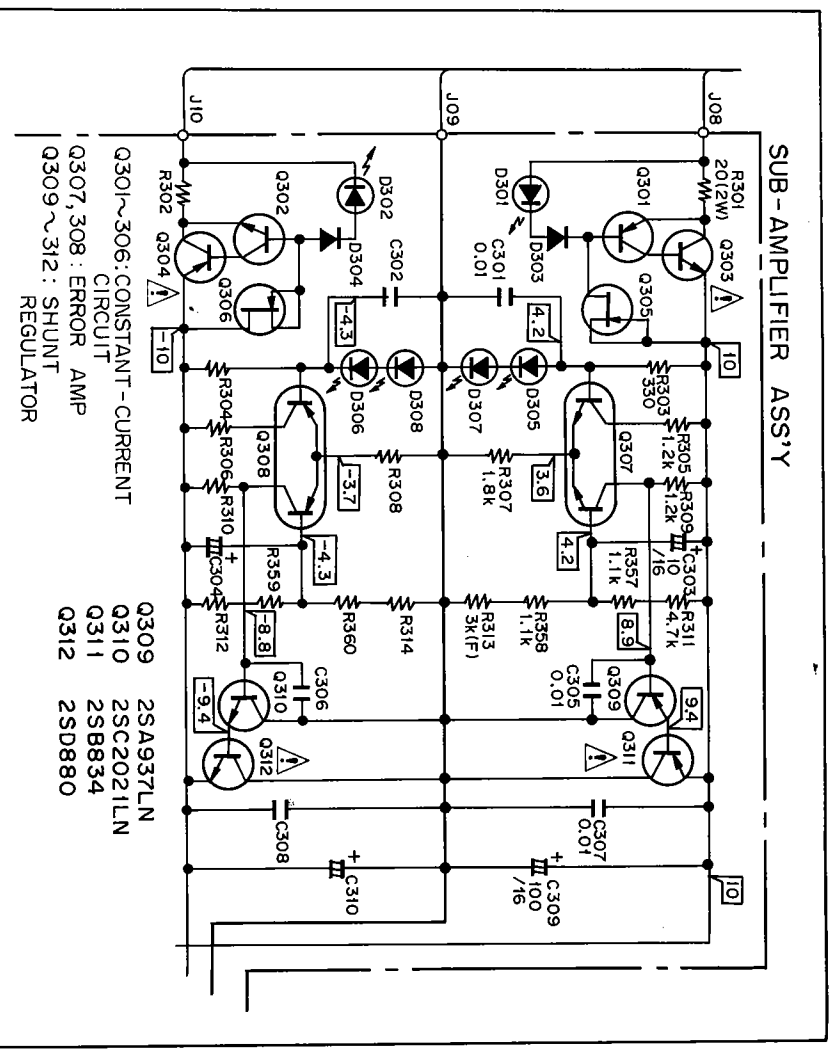 SUB-AMPLIFIER ASS'Y
J08
R301
20(2W)
Q301
Q303
!
D301
D303
Q305
10
C301
0.01
4.2
R303
330
R305
1.2k
R309
1.2k
C303
10
/16
R311
4.7k
D307
D305
Q307
R307
1.8k
3.6
4.2
R357
1.1k
8.9
R313
3k(F)
R358
1.1k
C305
0.01
Q309
9.4
Q311
!
C307
0.01
C309
100
/16
10
J09
D302
D304
C302
-4.3
Q302
R302
J10
Q304
!
Q306
-10
D306
D308
R304
R306
R310
Q308
-3.7
R308
-4.3
C304
R359
R312
-8.8
R360
R314
C306
Q310
-9.4
Q312
!
C308
C310
+
+
+
+
Q301~306:CONSTANT-CURRENT
CIRCUIT
Q307,308: ERROR AMP
Q309~312: SHUNT
REGULATOR
Q309 2SA937LN
Q310 2SC2021LN
Q311 2SB834
Q312 2SD880